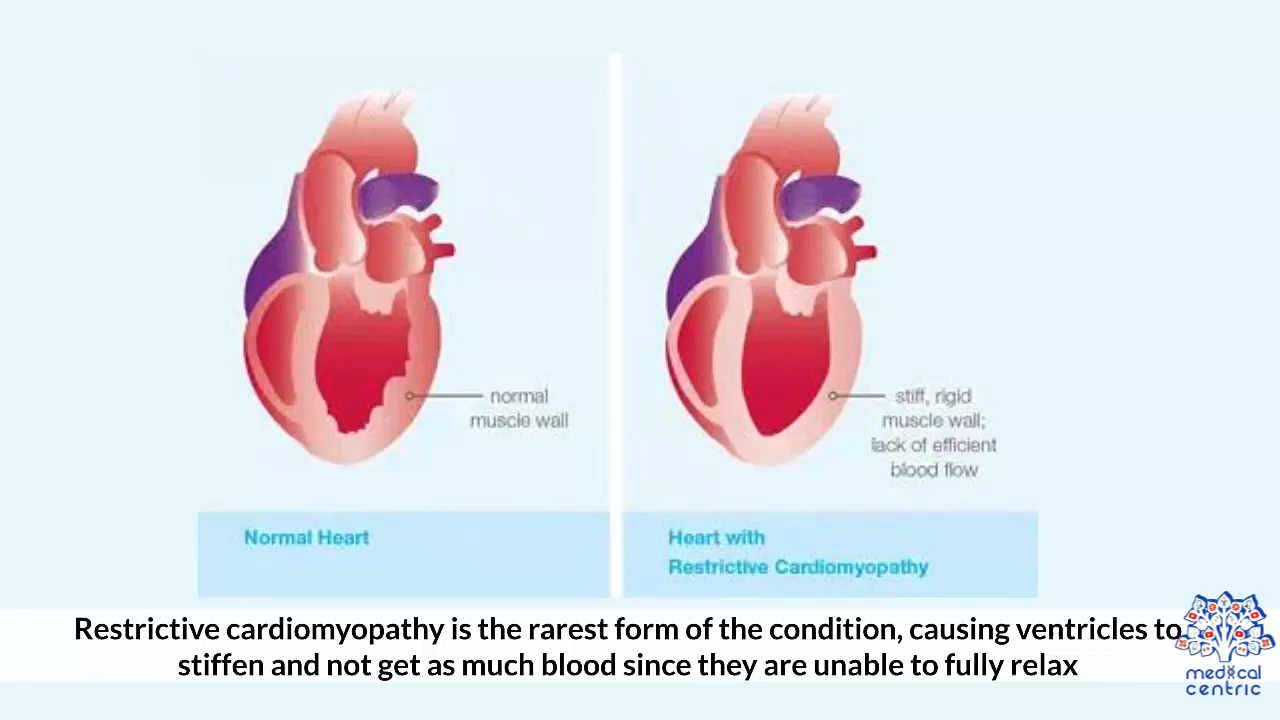 normal
muscle wall
stiff, rigid
muscle wall;
lack of efficient
blood flow
Normal Heart
Heart with
Restrictive Cardiomyopathy
Restrictive cardiomyopathy is the rarest form of the condition, causing ventricles to
stiffen and not get as much blood since they are unable to fully relax
medical
centric